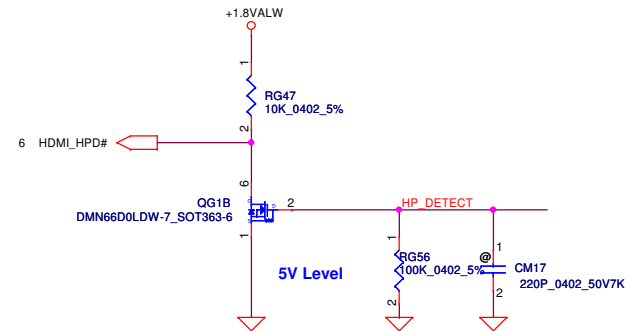 +1.8VALW
1
RG47
10K_0402_5%
2
6 HDMI_HPD#
6
QG1B
DMN66D0LDW-7_SOT363-6
2
HP_DETECT
1
5V Level
1
RG56
100K_0402_5%
2
@
1
CM17
220P_0402_50V7K
2